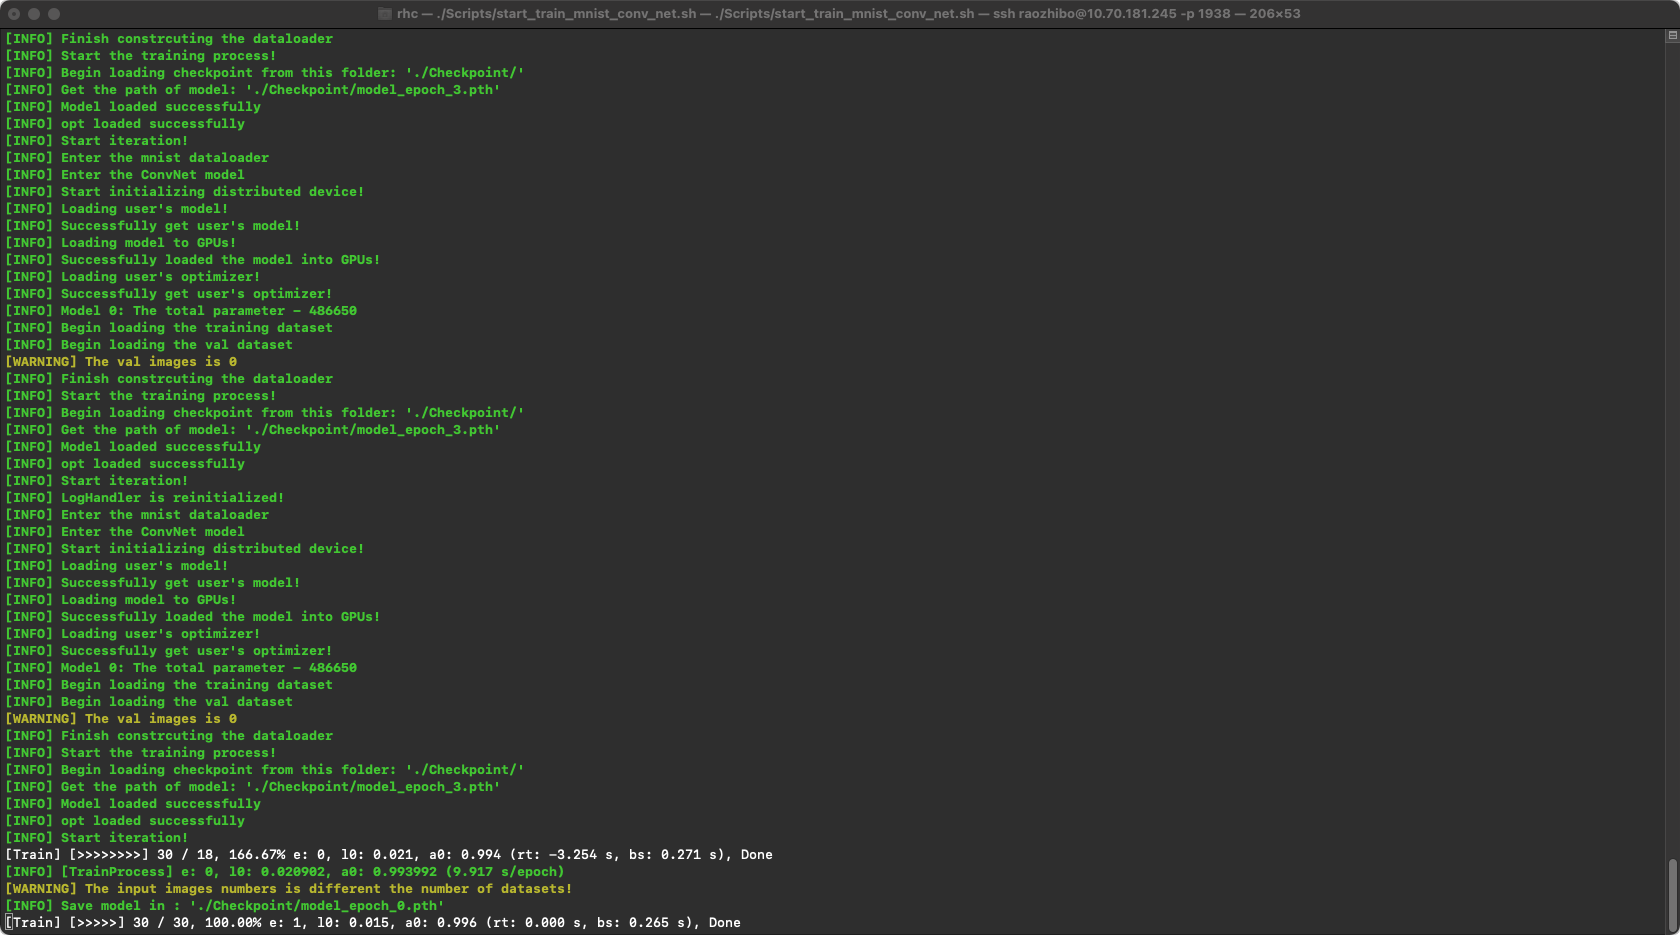 rhc — ./Scripts/start_train_mnist_conv_net.sh — ./Scripts/start_train_mnist_conv_net.sh — ssh raozhibo@10.70.181.245 -p 1938 — 206×53
[INFO] Finish constrcuting the dataloader
[INFO] Start the training process!
[INFO] Begin loading checkpoint from this folder: './Checkpoint/'
[INFO] Get the path of model: './Checkpoint/model_epoch_3.pth'
[INFO] Model loaded successfully
[INFO] opt loaded successfully
[INFO] Start iteration!
[INFO] Enter the mnist dataloader
[INFO] Enter the ConvNet model
[INFO] Start initializing distributed device!
[INFO] Loading user's model!
[INFO] Successfully get user's model!
[INFO] Loading model to GPUs!
[INFO] Successfully loaded the model into GPUs!
[INFO] Loading user's optimizer!
[INFO] Successfully get user's optimizer!
[INFO] Model 0: The total parameter - 486650
[INFO] Begin loading the training dataset
[INFO] Begin loading the val dataset
[WARNING] The val images is 0
[INFO] Finish constrcuting the dataloader
[INFO] Start the training process!
[INFO] Begin loading checkpoint from this folder: './Checkpoint/'
[INFO] Get the path of model: './Checkpoint/model_epoch_3.pth'
[INFO] Model loaded successfully
[INFO] opt loaded successfully
[INFO] Start iteration!
[INFO] LogHandler is reinitialized!
[INFO] Enter the mnist dataloader
[INFO] Enter the ConvNet model
[INFO] Start initializing distributed device!
[INFO] Loading user's model!
[INFO] Successfully get user's model!
[INFO] Loading model to GPUs!
[INFO] Successfully loaded the model into GPUs!
[INFO] Loading user's optimizer!
[INFO] Successfully get user's optimizer!
[INFO] Model 0: The total parameter - 486650
[INFO] Begin loading the training dataset
[INFO] Begin loading the val dataset
[WARNING] The val images is 0
[INFO] Finish constrcuting the dataloader
[INFO] Start the training process!
[INFO] Begin loading checkpoint from this folder: './Checkpoint/'
[INFO] Get the path of model: './Checkpoint/model_epoch_3.pth'
[INFO] Model loaded successfully
[INFO] opt loaded successfully
[INFO] Start iteration!
[Train] [>>>>>>>>] 30 / 18, 166.67% e: 0, l0: 0.021, a0: 0.994 (rt: -3.254 s, bs: 0.271 s), Done
[INFO] [TrainProcess] e: 0, l0: 0.020902, a0: 0.993992 (9.917 s/epoch)
[WARNING] The input images numbers is different the number of datasets!
[INFO] Save model in : './Checkpoint/model_epoch_0.pth'
[Train] [>>>>>] 30 / 30, 100.00% e: 1, l0: 0.015, a0: 0.996 (rt: 0.000 s, bs: 0.265 s), Done